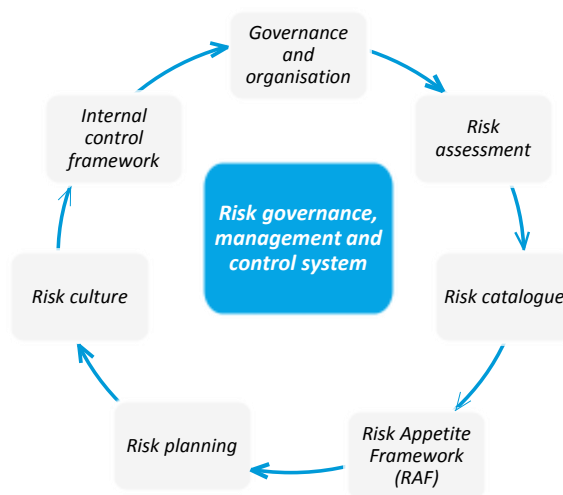 Governance
and
organisation
Risk
assessment
Risk catalogue
Risk Appetite
Framework
(RAF)
Risk planning
Risk culture
Internal
control
framework
Risk governance,
management and
control system